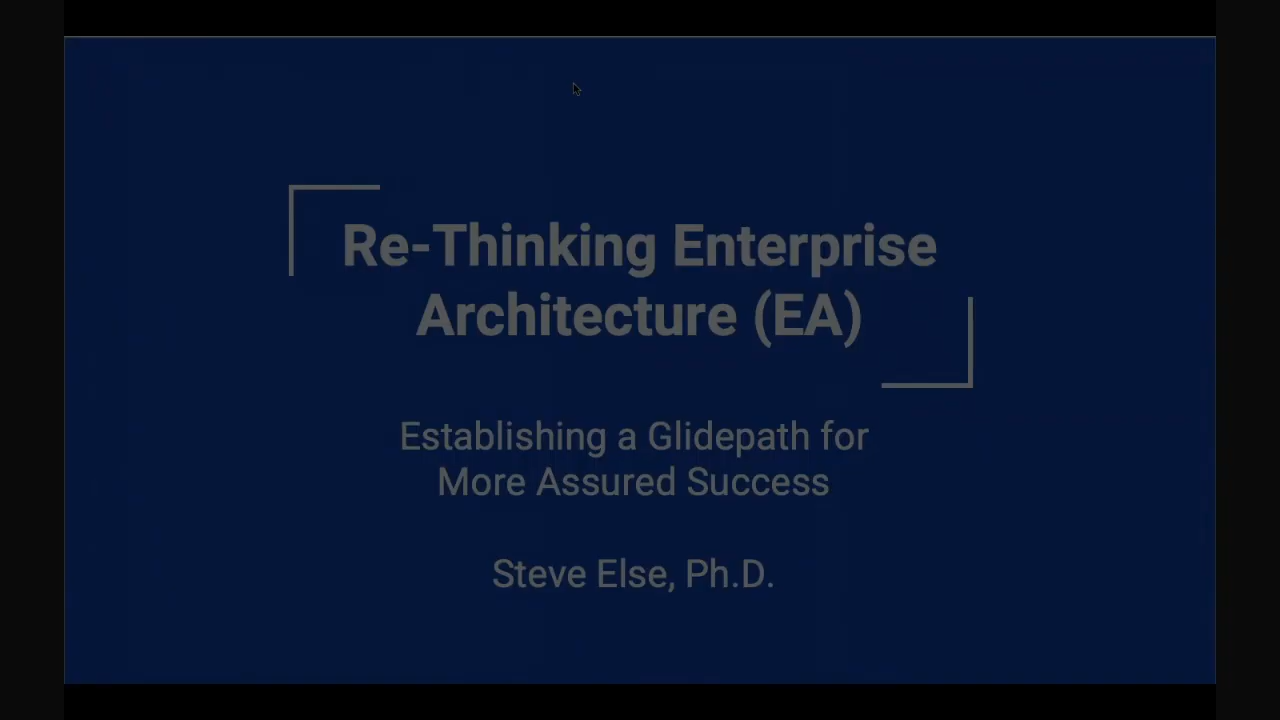 Re-Thinking Enterprise
Architecture (EA)
Establishing a Glidepath for
More Assured Success
Steve Else, Ph.D.